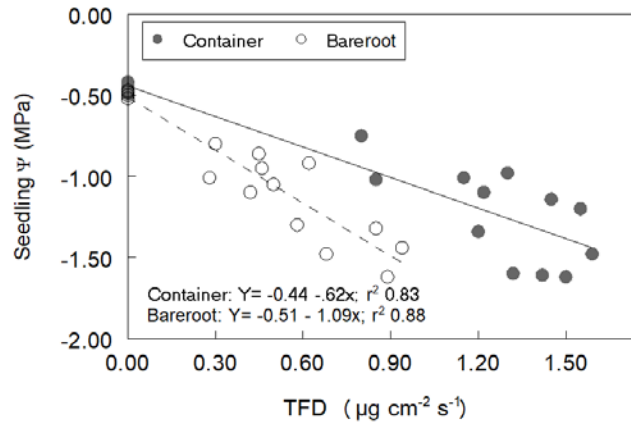 0.00
Container Bareroot
-0.50
-1.00
-1.50
-2.00
Seedling Ψ (MPa)
Container: Y= -0.44 -.62x; r² 0.83
Bareroot: Y= -0.51 - 1.09x; r² 0.88
0.00 0.30 0.60 0.90 1.20 1.50
TFD (µg cm⁻² s⁻¹)